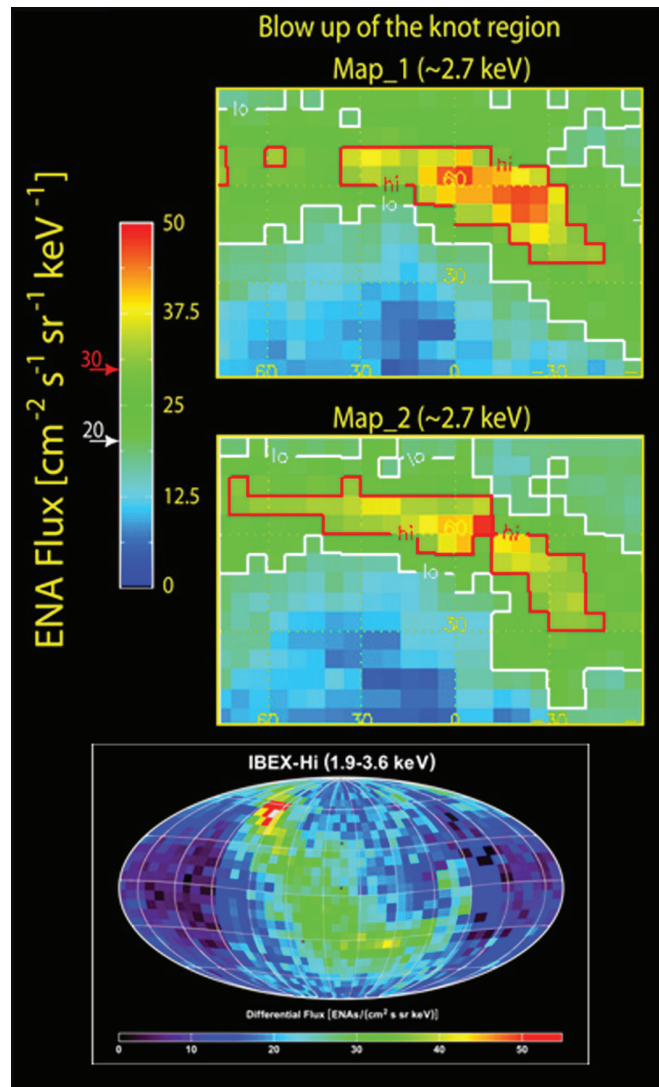 Blow up of the knot region
Map_1 (~2.7 keV)
lo
hi
hi
60
lo
lo
30
60
30
0
-30
ENA Flux [cm-2 s-1 sr-1 keV-1]
50
37.5
30
25
20
12.5
0
Map_2 (~2.7 keV)
lo
lo
hi
60
hi
lo
30
60
30
0
-30
IBEX-Hi (1.9-3.6 keV)
Differential Flux [ENAs/(cm2 s sr keV)]
0
10
20
30
40
50